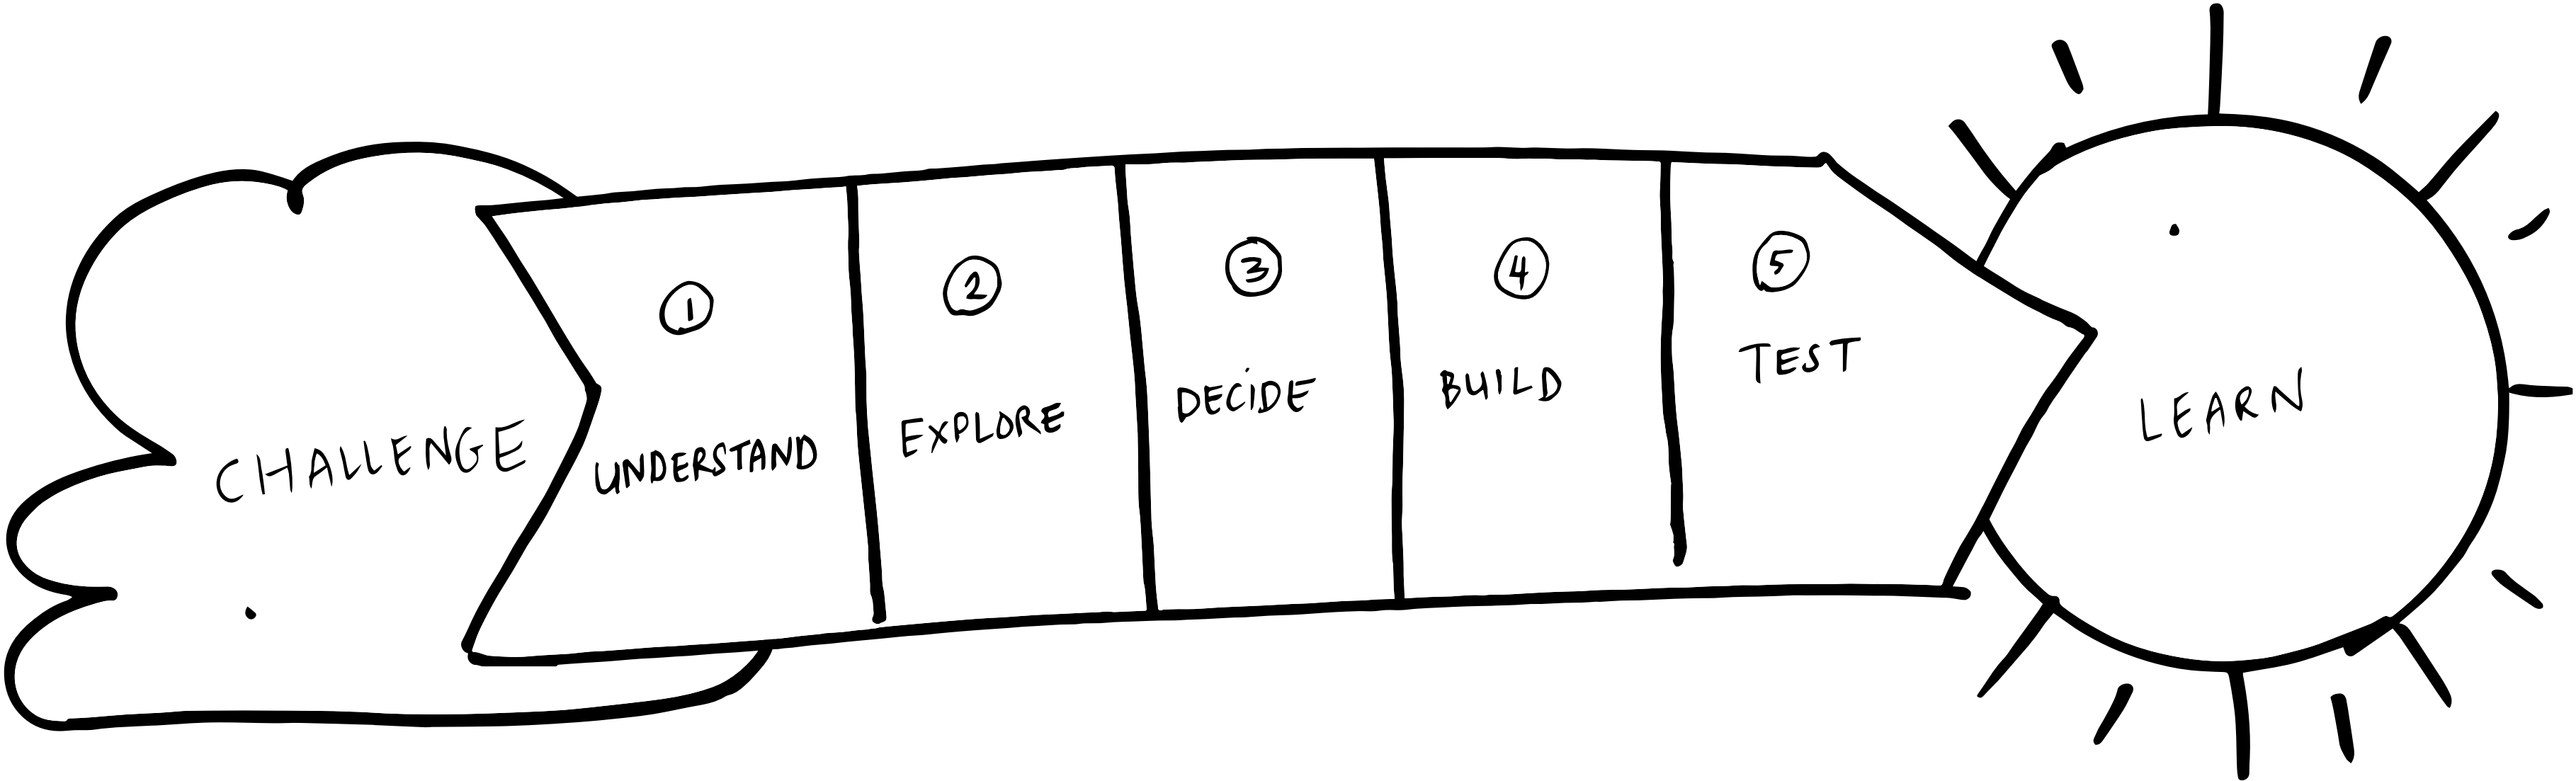 CHALLENGE
1
UNDERSTAND
2
EXPLORE
3
DECIDE
4
BUILD
5
TEST
LEARN